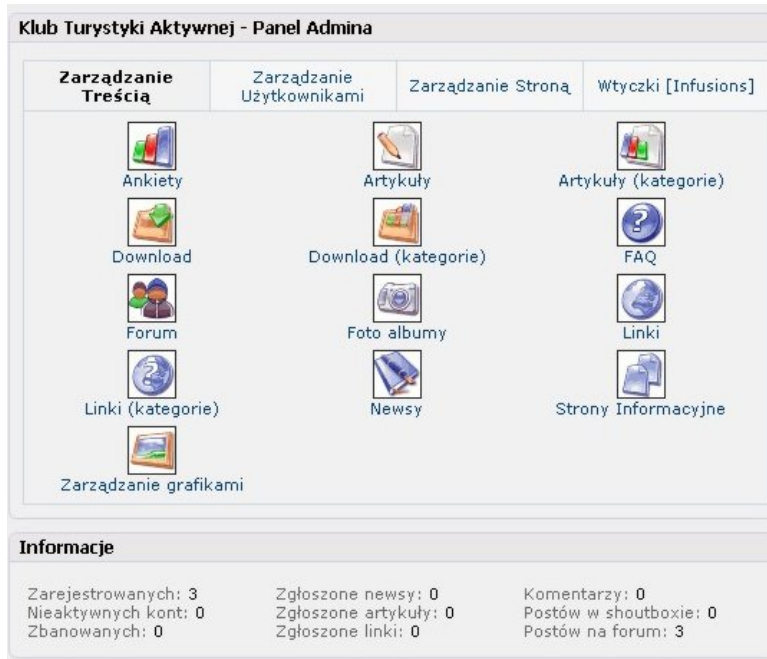 Klub Turystyki Aktywnej - Panel Admina
Zarządzanie Treścią
Zarządzanie Użytkownikami
Zarządzanie Stroną
Wtyczki [Infusions]
Ankiety
Artykuły
Artykuły (kategorie)
Download
Download (kategorie)
FAQ
Forum
Foto albumy
Linki
Linki (kategorie)
Newsy
Strony Informacyjne
Zarządzanie grafikami
Informacje
Zarejestrowanych: 3
Nieaktywnych kont: 0
Zbanowanych: 0
Zgłoszone newsy: 0
Zgłoszone artykuły: 0
Zgłoszone linki: 0
Komentarzy: 0
Postów w shoutboxie: 0
Postów na forum: 3